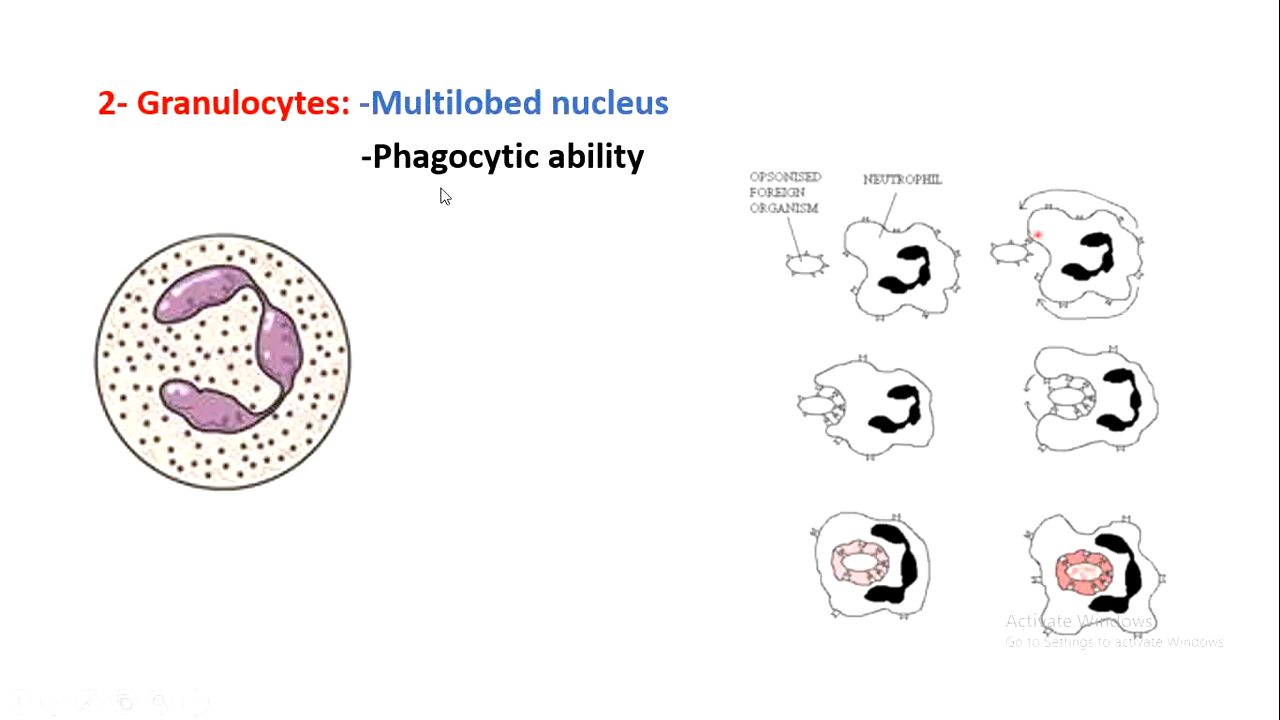 2- Granulocytes: -Multilobed nucleus
-Phagocytic ability
OPSONISED
FOREIGN
ORGANISM
NEUTROPHIL
Activate Windows
Go to Settings to activate Windows